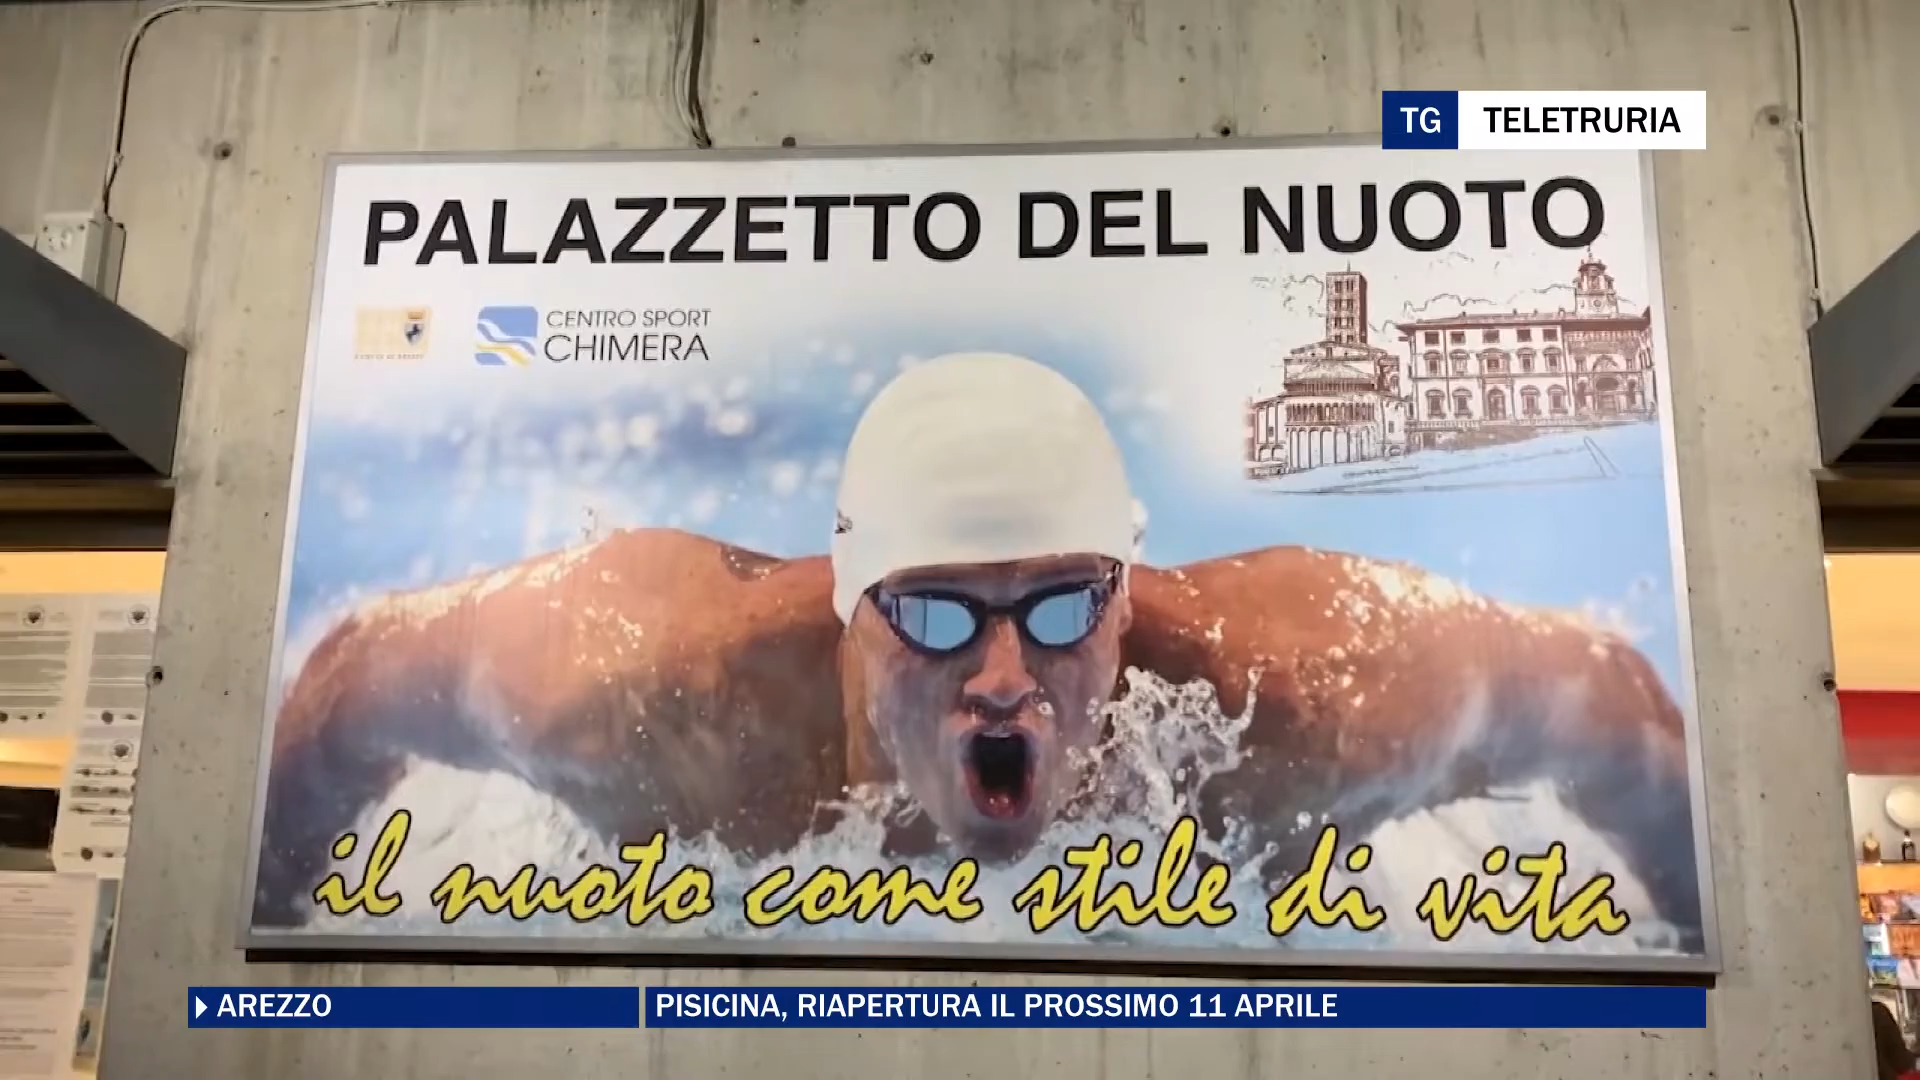 TG TELETRURIA
PALAZZETTO DEL NUOTO
CENTRO SPORT
CHIMERA
il nuoto come stile di vita
AREZZO
PISICINA, RIAPERTURA IL PROSSIMO 11 APRILE